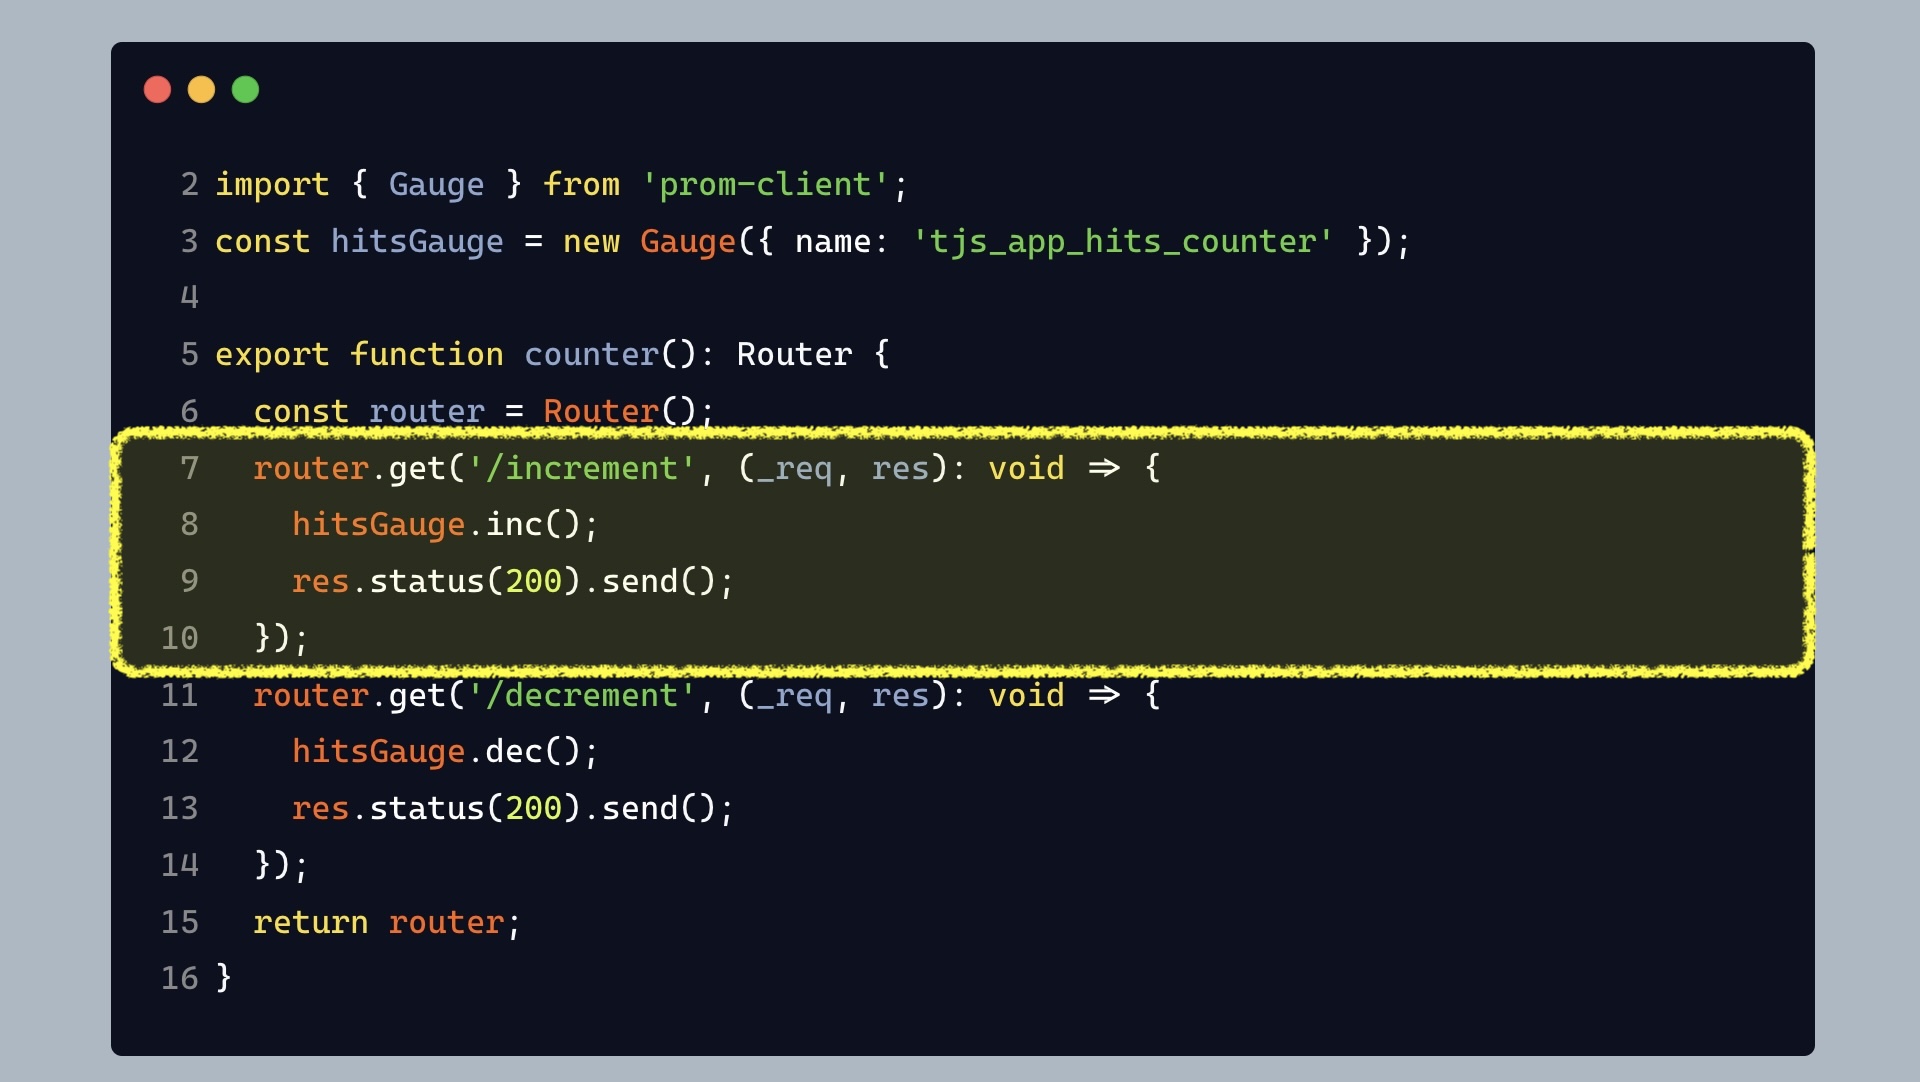 2 import { Gauge } from 'prom-client';
3 const hitsGauge = new Gauge({ name: 'tjs_app_hits_counter' });
4
5 export function counter(): Router {
6   const router = Router();
7   router.get('/increment', (_req, res): void => {
8     hitsGauge.inc();
9     res.status(200).send();
10   });
11   router.get('/decrement', (_req, res): void => {
12     hitsGauge.dec();
13     res.status(200).send();
14   });
15   return router;
16 }